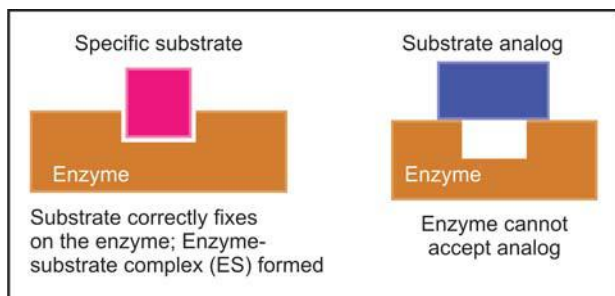 Specific substrate
Enzyme
Substrate correctly fixes
on the enzyme; Enzyme-
substrate complex (ES) formed
Substrate analog
Enzyme
Enzyme cannot
accept analog